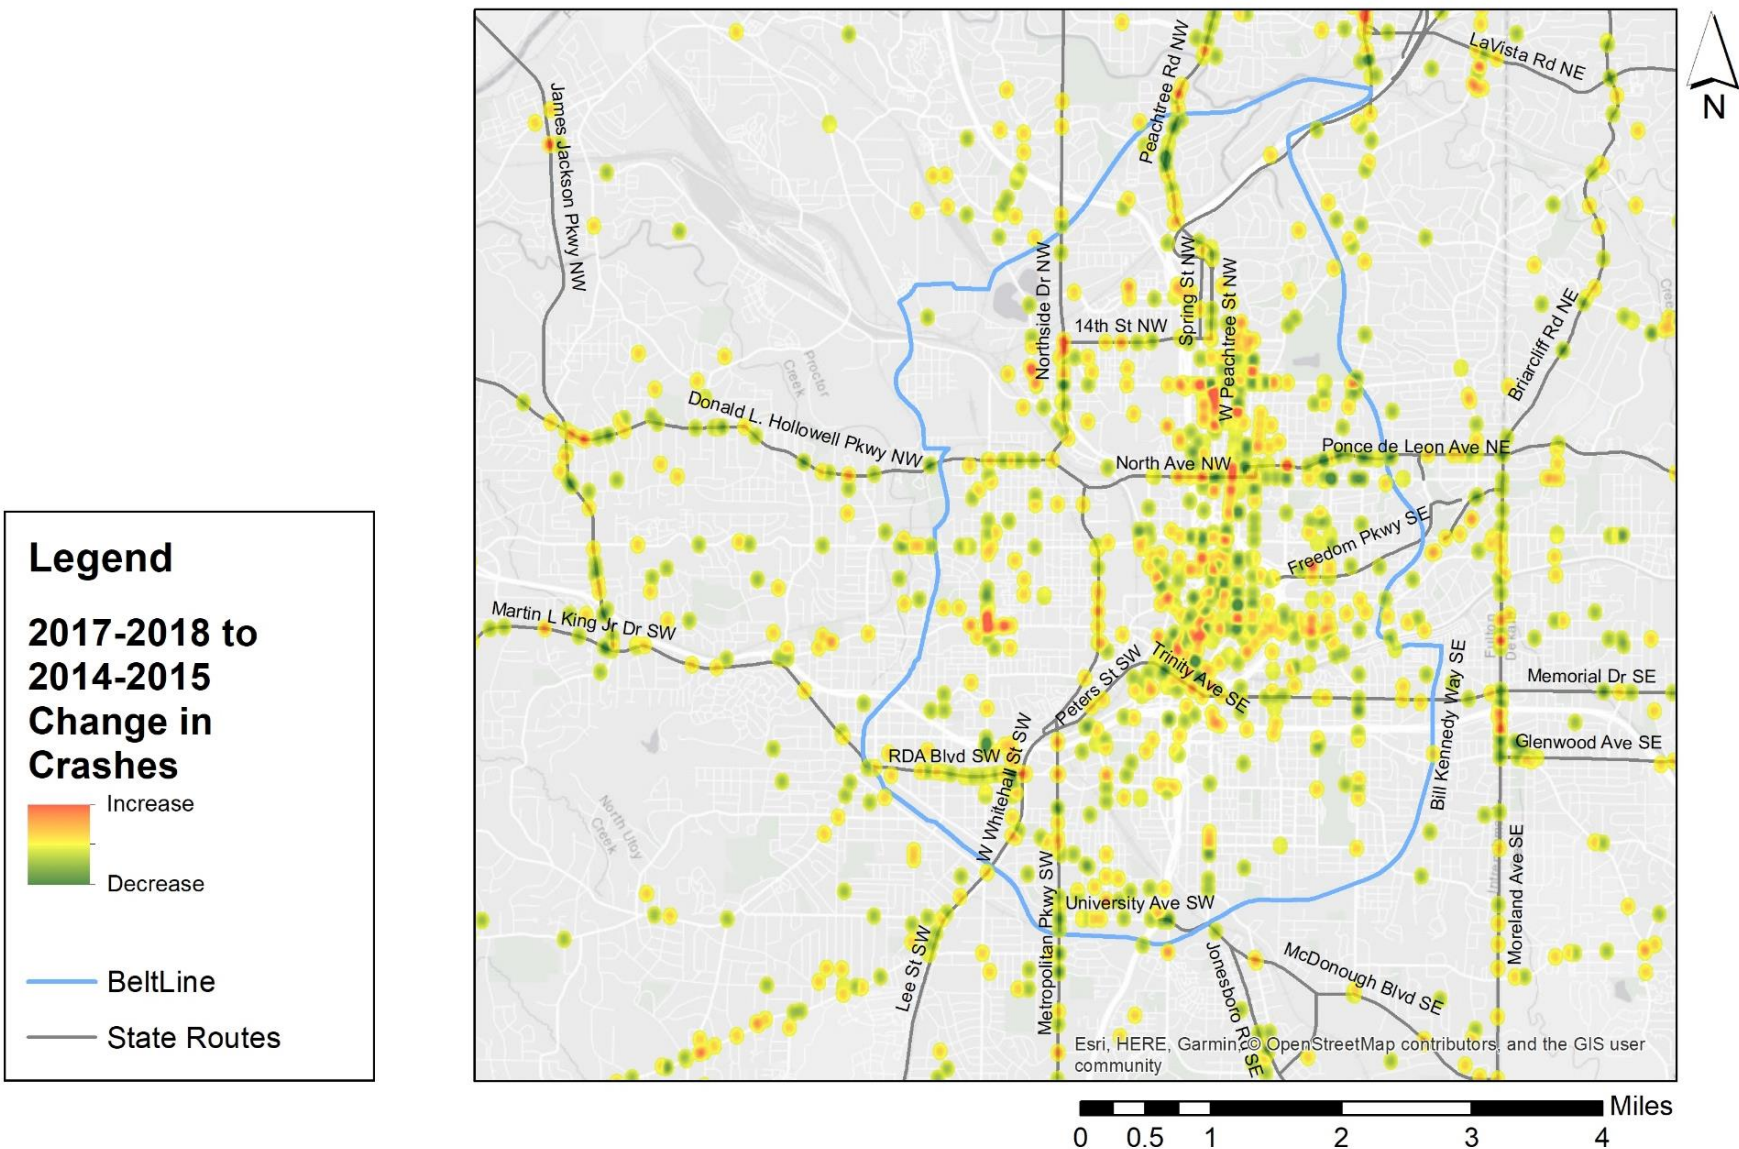 Legend
2017-2018 to
2014-2015
Change in
Crashes
Increase
Decrease
BeltLine
State Routes
N
LaVista Rd NE
Peachtree Rd NW
James Jackson Pkwy NW
Northside Dr NW
Spring St NW
W Peachtree St NW
14th St NW
Briarcliff Rd NE
Proctor
Creek
Donald L. Hollowell Pkwy NW
North Ave NW
Ponce de Leon Ave NE
Freedom Pkwy SE
Martin L King Jr Dr SW
Fulton
Peters St SW
Trinity Ave SE
Memorial Dr SE
Bill Kennedy Way SE
Glenwood Ave SE
RDA Blvd SW
W Whitehall St SW
North Utoy
Creek
Metropolitan Pkwy SW
University Ave SW
Moreland Ave SE
Lee St SW
Jonesboro Rd SE
McDonough Blvd SE
Esri, HERE, Garmin, © OpenStreetMap contributors, and the GIS user
community
Miles
0 0.5 1 2 3 4